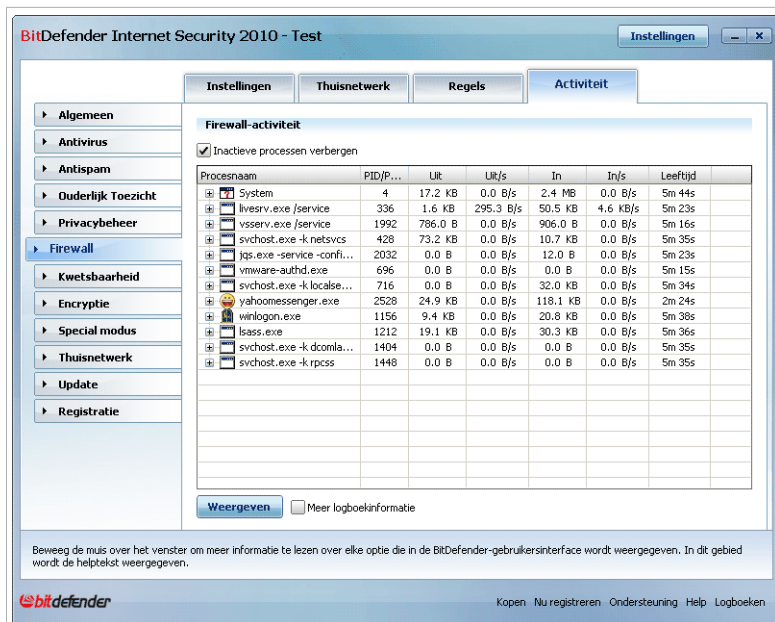 BitDefender Internet Security 2010 - Test
Instellingen
Instellingen Thuisnetwerk Regels Activiteit
Algemeen
Antivirus
Antispam
Ouderlijk Toezicht
Privacybeheer
Firewall
Kwetsbaarheid
Encryptie
Special modus
Thuisnetwerk
Update
Registratie
Firewall-activiteit
Inactieve processen verbergen
Procesnaam PID/P... Uit Uit/s In In/s Leeftijd
System 4 17.2 KB 0.0 B/s 2.4 MB 0.0 B/s 5m 44s
livesrv.exe /service 336 1.6 KB 295.3 B/s 50.5 KB 4.6 KB/s 5m 23s
vsserv.exe /service 1992 786.0 B 0.0 B/s 906.0 B 0.0 B/s 5m 16s
svchost.exe -k netsvcs 428 73.2 KB 0.0 B/s 10.7 KB 0.0 B/s 5m 35s
jqs.exe -service -confi... 2032 0.0 B 0.0 B/s 12.0 B 0.0 B/s 5m 23s
vmware-authd.exe 696 0.0 B 0.0 B/s 0.0 B 0.0 B/s 5m 15s
svchost.exe -k localse... 716 0.0 B 0.0 B/s 32.0 KB 0.0 B/s 5m 34s
yahoomessenger.exe 2528 24.9 KB 0.0 B/s 118.1 KB 0.0 B/s 2m 24s
winlogon.exe 1156 9.4 KB 0.0 B/s 20.8 KB 0.0 B/s 5m 38s
lsass.exe 1212 19.1 KB 0.0 B/s 30.3 KB 0.0 B/s 5m 36s
svchost.exe -k dcomla... 1404 0.0 B 0.0 B/s 0.0 B 0.0 B/s 5m 35s
svchost.exe -k rpcss 1448 0.0 B 0.0 B/s 0.0 B 0.0 B/s 5m 35s
Weergeven Meer logboekinformatie
Beweeg de muis over het venster om meer informatie te lezen over elke optie die in de BitDefender-gebruikersinterface wordt weergegeven. In dit gebied
wordt de helptekst weergegeven.
bitdefender
Kopen Nu registreren Ondersteuning Help Logboeken